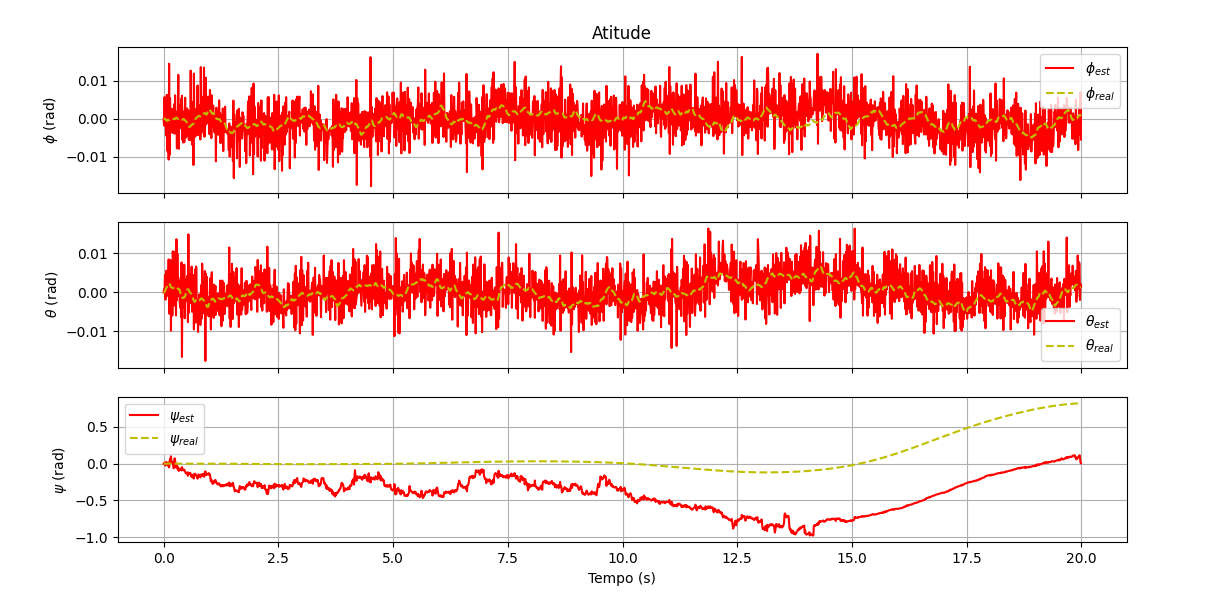 Atitude
ϕ (rad)
0.01
0.00
−0.01
ϕest
ϕreal
θ (rad)
0.01
0.00
−0.01
θest
θreal
ψ (rad)
0.5
0.0
−0.5
−1.0
ψest
ψreal
0.0 2.5 5.0 7.5 10.0 12.5 15.0 17.5 20.0
Tempo (s)